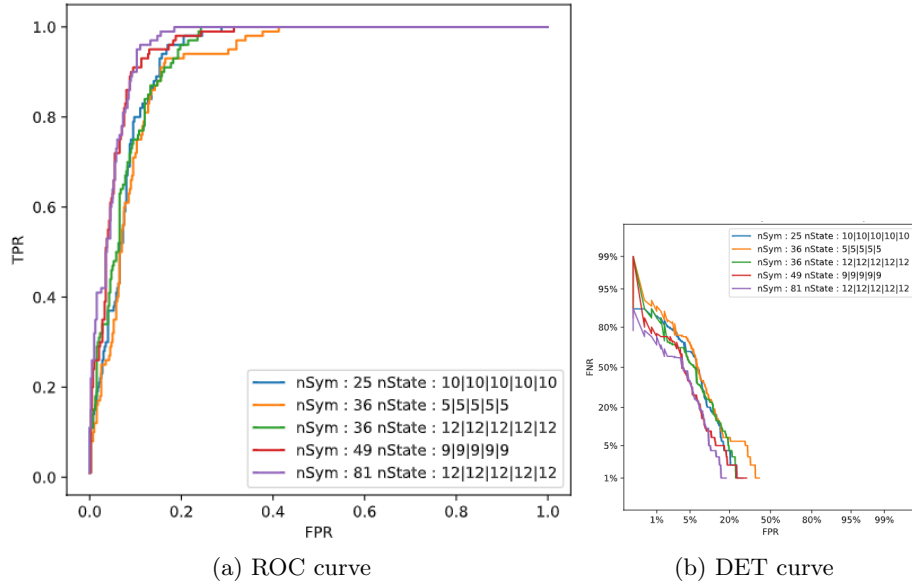 1.0
0.8
0.6
0.4
0.2
0.0
TPR
0.0 0.2 0.4 0.6 0.8 1.0
FPR
nSym : 25 nState : 10|10|10|10|10
nSym : 36 nState : 5|5|5|5|5
nSym : 36 nState : 12|12|12|12|12
nSym : 49 nState : 9|9|9|9|9
nSym : 81 nState : 12|12|12|12|12
(a) ROC curve
nSym : 25 nState : 10|10|10|10|10
nSym : 36 nState : 5|5|5|5|5
nSym : 36 nState : 12|12|12|12|12
nSym : 49 nState : 9|9|9|9|9
nSym : 81 nState : 12|12|12|12|12
99%
95%
80%
50%
20%
5%
1%
FNR
1% 5% 20% 50% 80% 95% 99%
FPR
(b) DET curve